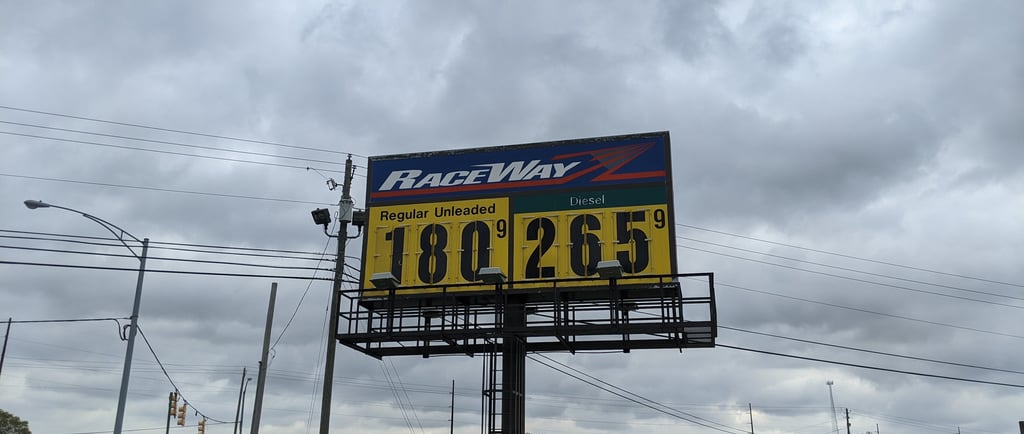 RACEWAY
Regular Unleaded
180 9
Diesel
265 9